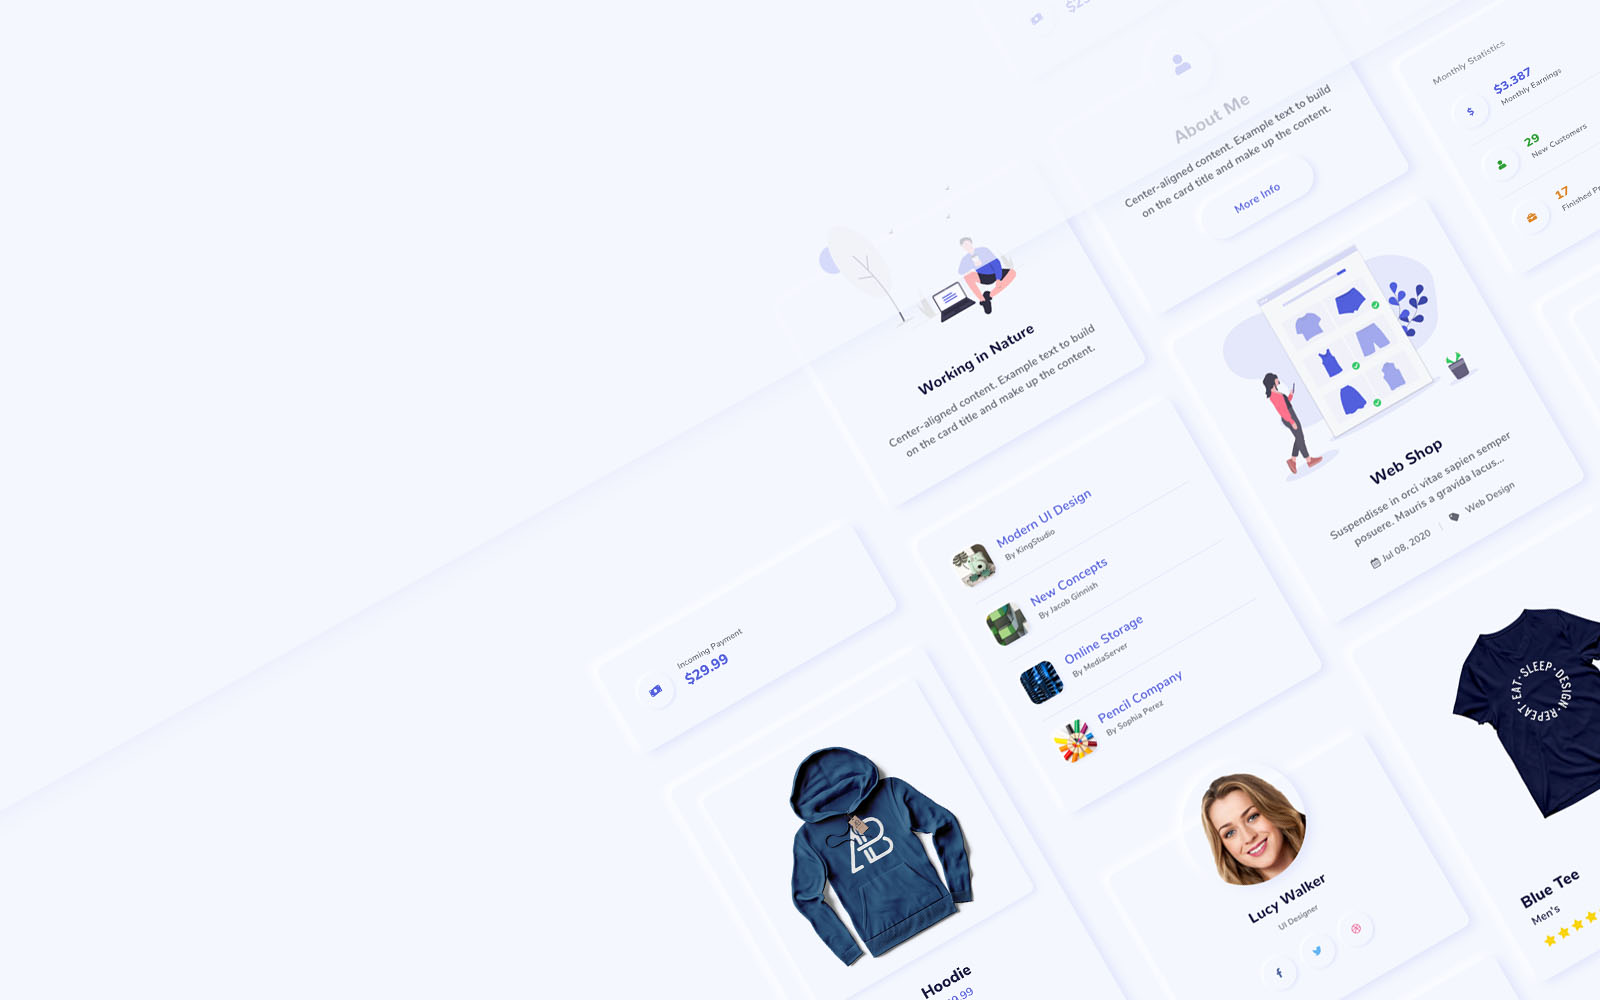 About Me
Center-aligned content. Example text to build
on the card title and make up the content.
More Info
Monthly Statistics
$3.387
Monthly Earnings
29
New Customers
17
Finished
Working in Nature
Center-aligned content. Example text to build
on the card title and make up the content.
Web Shop
Suspendisse in orci vitae sapien semper
posuere. Mauris a gravida lacus...
Jul 08, 2020 | Web Design
Modern UI Design
By KingStudio
New Concepts
By Jacob Ginnish
Online Storage
By MediaServer
Pencil Company
By Sophia Perez
Incoming Payment
$29.99
Hoodie
9.99
Lucy Walker
UI Designer
EAT · SLEEP · DESIGN · REPEAT ·
Blue Tee
Men's